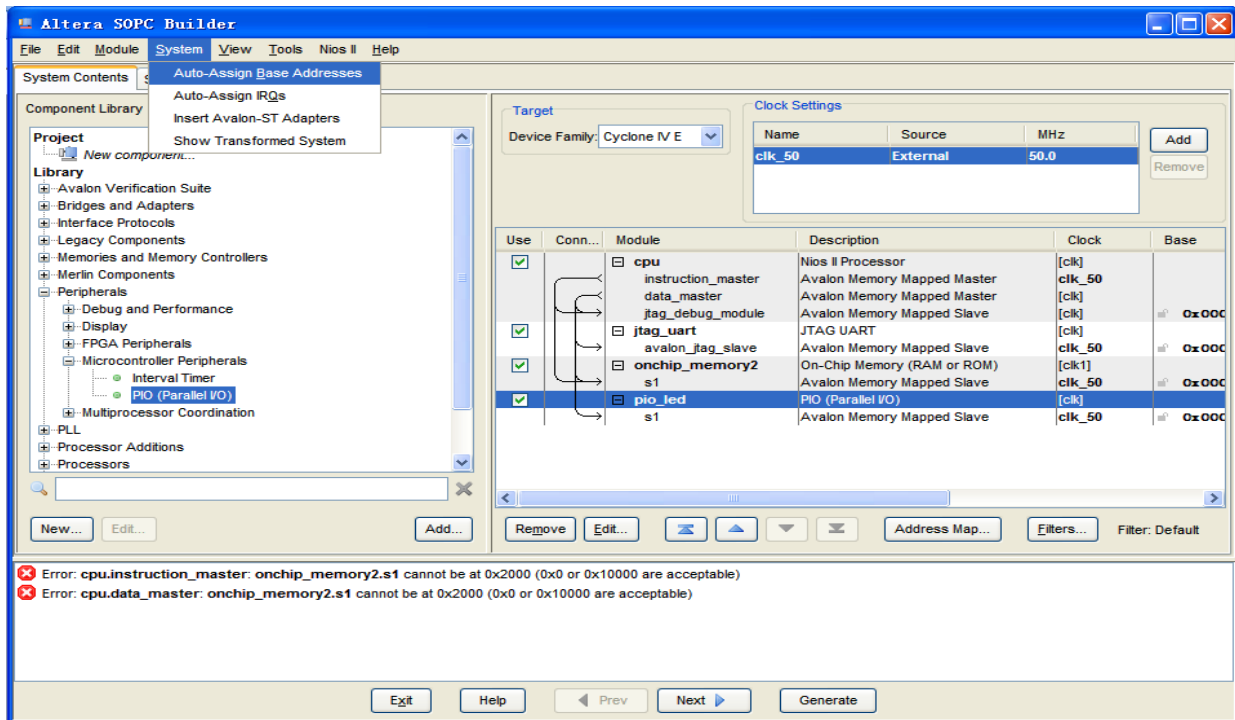 Altera SOPC Builder
File Edit Module System View Tools Nios II Help
System Contents
Auto-Assign Base Addresses
Auto-Assign IRQs
Insert Avalon-ST Adapters
Show Transformed System
Component Library
Project
New component...
Library
Avalon Verification Suite
Bridges and Adapters
Interface Protocols
Legacy Components
Memories and Memory Controllers
Merlin Components
Peripherals
Debug and Performance
Display
FPGA Peripherals
Microcontroller Peripherals
Interval Timer
PIO (Parallel I/O)
Multiprocessor Coordination
PLL
Processor Additions
Processors
New... Edit... Add...
Target
Device Family: Cyclone IV E
Clock Settings
Name Source MHz
clk_50 External 50.0
Add
Remove
Use Conn... Module Description Clock Base
cpu Nios II Processor [clk]
instruction_master Avalon Memory Mapped Master clk_50
data_master Avalon Memory Mapped Master [clk]
jtag_debug_module Avalon Memory Mapped Slave [clk] 0x000
jtag_uart JTAG UART [clk]
avalon_jtag_slave Avalon Memory Mapped Slave clk_50 0x000
onchip_memory2 On-Chip Memory (RAM or ROM) [clk1]
s1 Avalon Memory Mapped Slave clk_50 0x000
pio_led PIO (Parallel I/O) [clk]
s1 Avalon Memory Mapped Slave clk_50 0x000
Remove Edit... Address Map... Filters... Filter: Default
Error: cpu.instruction_master: onchip_memory2.s1 cannot be at 0x2000 (0x0 or 0x10000 are acceptable)
Error: cpu.data_master: onchip_memory2.s1 cannot be at 0x2000 (0x0 or 0x10000 are acceptable)
Exit Help Prev Next Generate